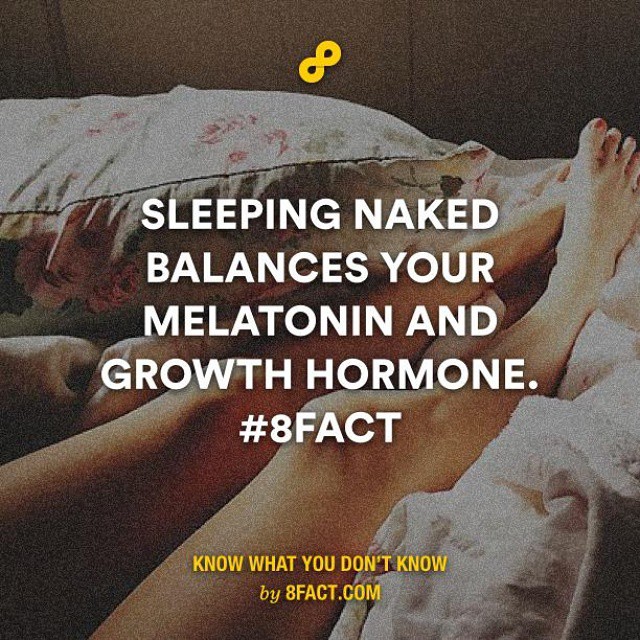 SLEEPING NAKED
BALANCES YOUR
MELATONIN AND
GROWTH HORMONE.
#8FACT
KNOW WHAT YOU DON'T KNOW
by 8FACT.COM